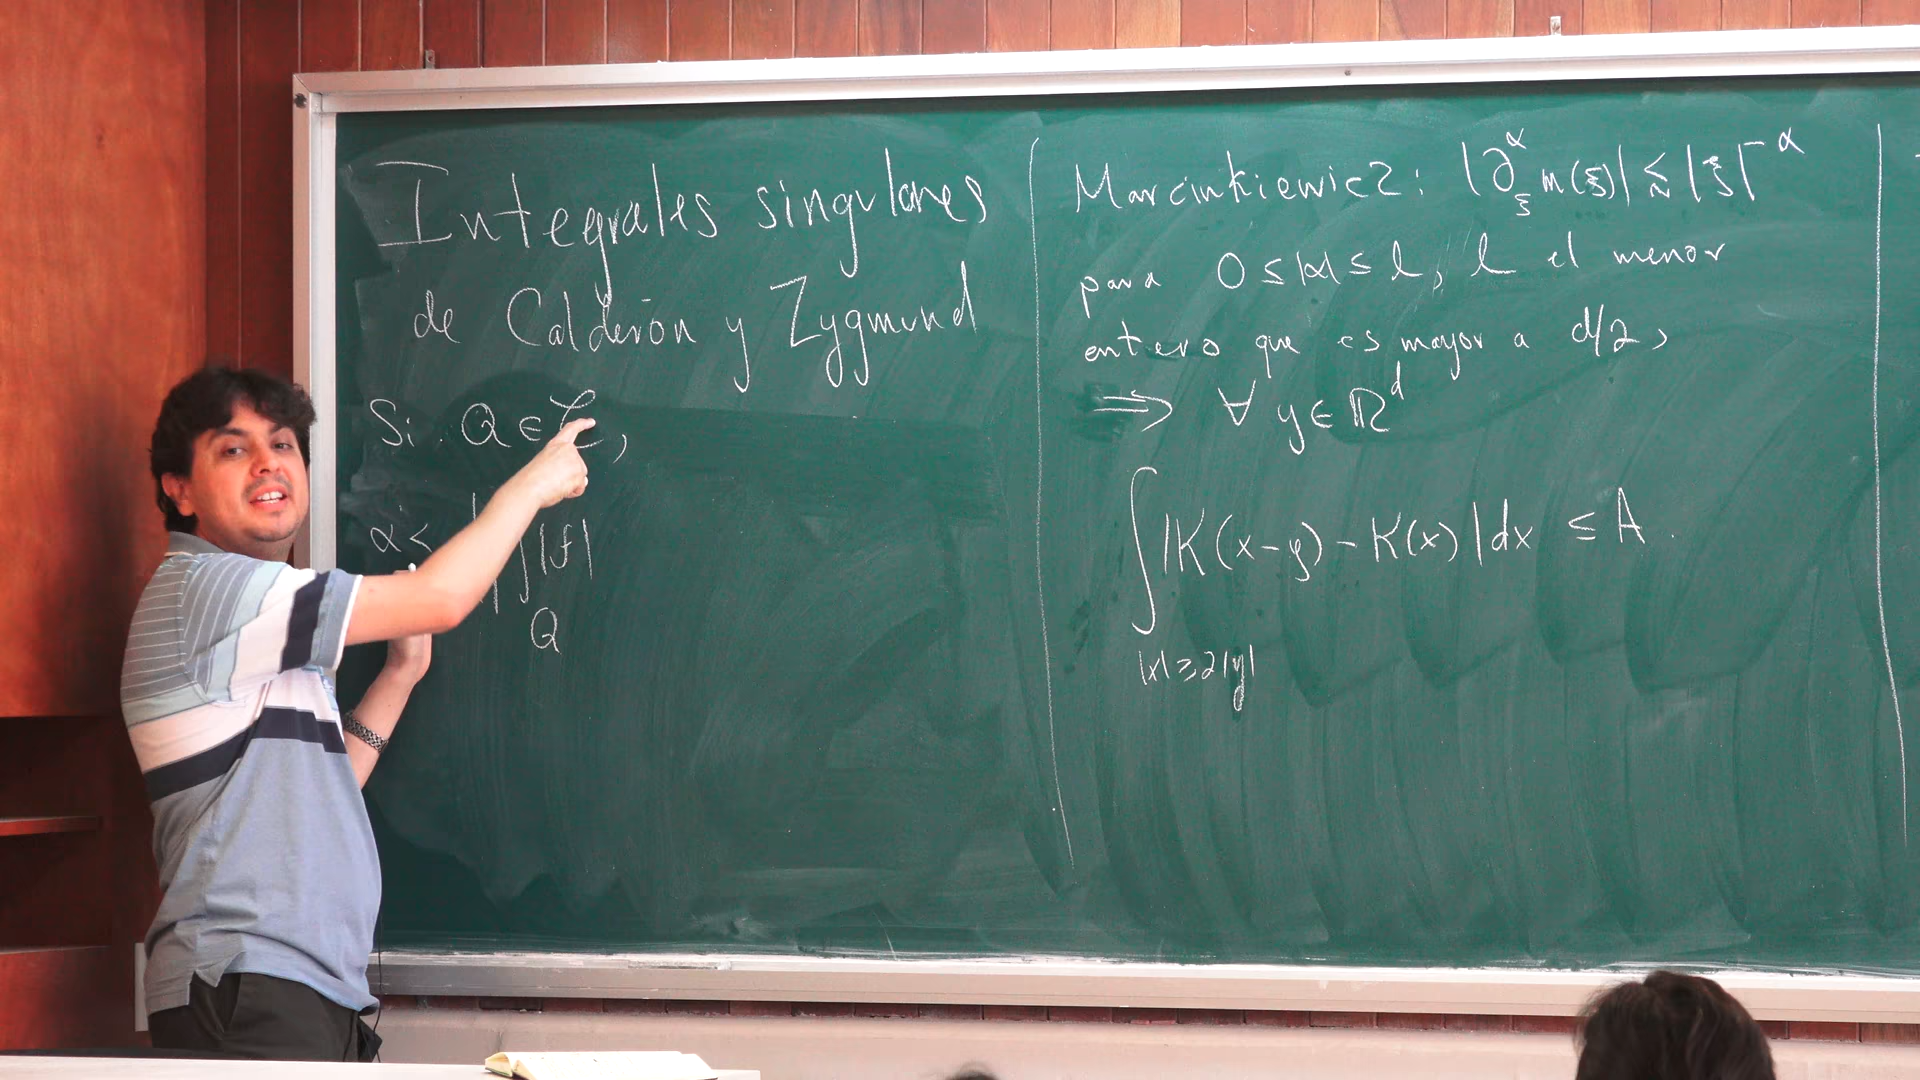 Integrales singulares
de Calderón y Zygmund
Si Q ∈ 𝒞,
α < ∫|f|
Q
Marcinkiewicz: |∂_ξ^α m(ξ)| ≲ |ξ|^{-α}
para 0 ≤ |α| ≤ l, l el menor
entero que es mayor a d/2,
⇒ ∀ y ∈ ℝ^d
∫ |K(x-y) - K(x)| dx ≤ A.
|x| ≥ 2|y|